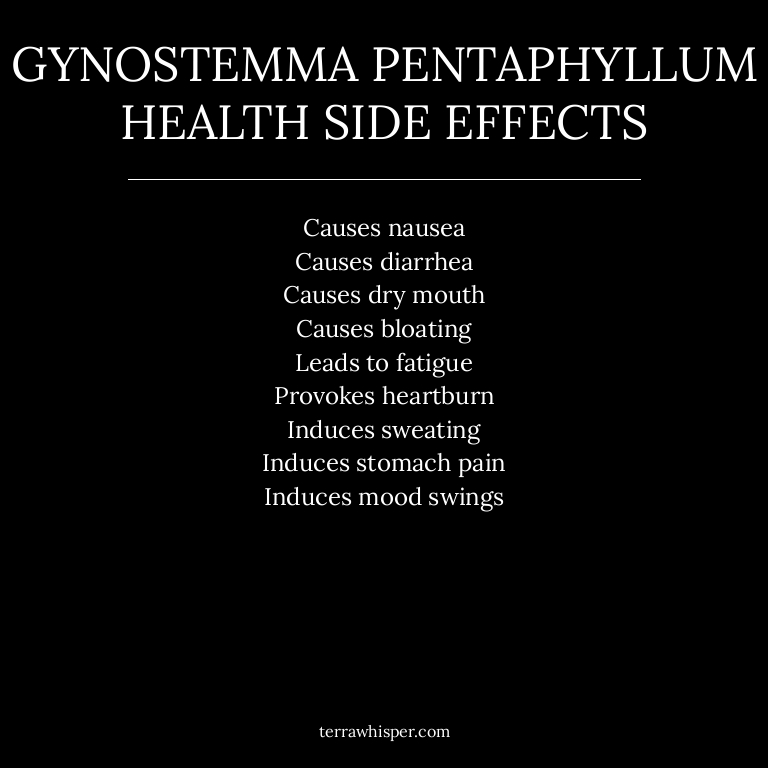 GYNOSTEMMA PENTAPHYLLUM
HEALTH SIDE EFFECTS
Causes nausea
Causes diarrhea
Causes dry mouth
Causes bloating
Leads to fatigue
Provokes heartburn
Induces sweating
Induces stomach pain
Induces mood swings
terrawhisper.com